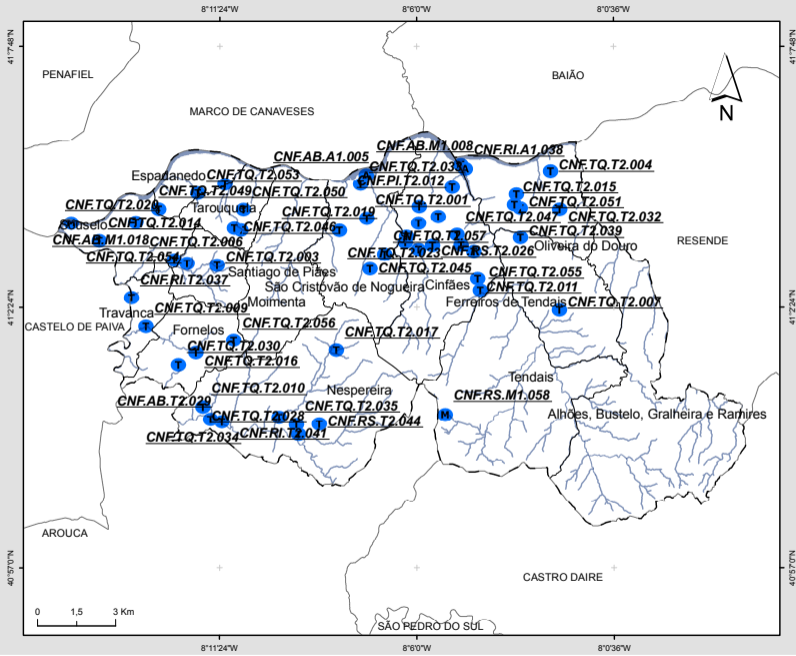 8°11'24"W
8°6'0"W
8°0'36"W
41°7'48"N
41°7'48"N
PENAFIEL
BAIÃO
MARCO DE CANAVESES
N
CNF.AB.M1.008
CNF.RI.A1.038
CNF.AB.A1.005
CNF.TQ.T2.033
CNF.TQ.T2.004
Espadanedo
CNF.TQ.T2.053
CNF.PI.T2.012
CNF.TQ.T2.049
CNF.TQ.T2.050
CNF.TQ.T2.015
CNF.TQ.T2.020
Tarouquela
CNF.TQ.T2.001
CNF.TQ.T2.051
CNF.TQ.T2.019
CNF.TQ.T2.047
CNF.TQ.T2.032
Souselo
CNF.TQ.T2.014
CNF.TQ.T2.046
CNF.TQ.T2.057
CNF.TQ.T2.039
CNF.AB.M1.018
CNF.TQ.T2.006
Oliveira do Douro
RESENDE
CNF.TQ.T2.054
CNF.TQ.T2.003
CNF.TQ.T2.023
CNF.RS.T2.026
CNF.TQ.T2.045
Santiago de Piães
CNF.RI.T2.037
CNF.TQ.T2.055
São Cristóvão de Nogueira
Cinfães
CNF.TQ.T2.011
Moimenta
Ferreiros de Tendais
CNF.TQ.T2.007
CNF.TQ.T2.009
41°2'24"N
41°2'24"N
Travanca
CASTELO DE PAIVA
CNF.TQ.T2.056
Fornelos
CNF.TQ.T2.017
CNF.TQ.T2.030
CNF.TQ.T2.016
Tendais
CNF.TQ.T2.010
Nespereira
CNF.RS.M1.058
CNF.AB.T2.029
CNF.TQ.T2.035
M
Alhões, Bustelo, Gralheira e Ramires
CNF.TQ.T2.028
CNF.RS.T2.044
CNF.TQ.T2.034
CNF.RI.T2.041
AROUCA
40°57'0"N
40°57'0"N
CASTRO DAIRE
0 1,5 3 Km
SÃO PEDRO DO SUL
8°11'24"W
8°6'0"W
8°0'36"W